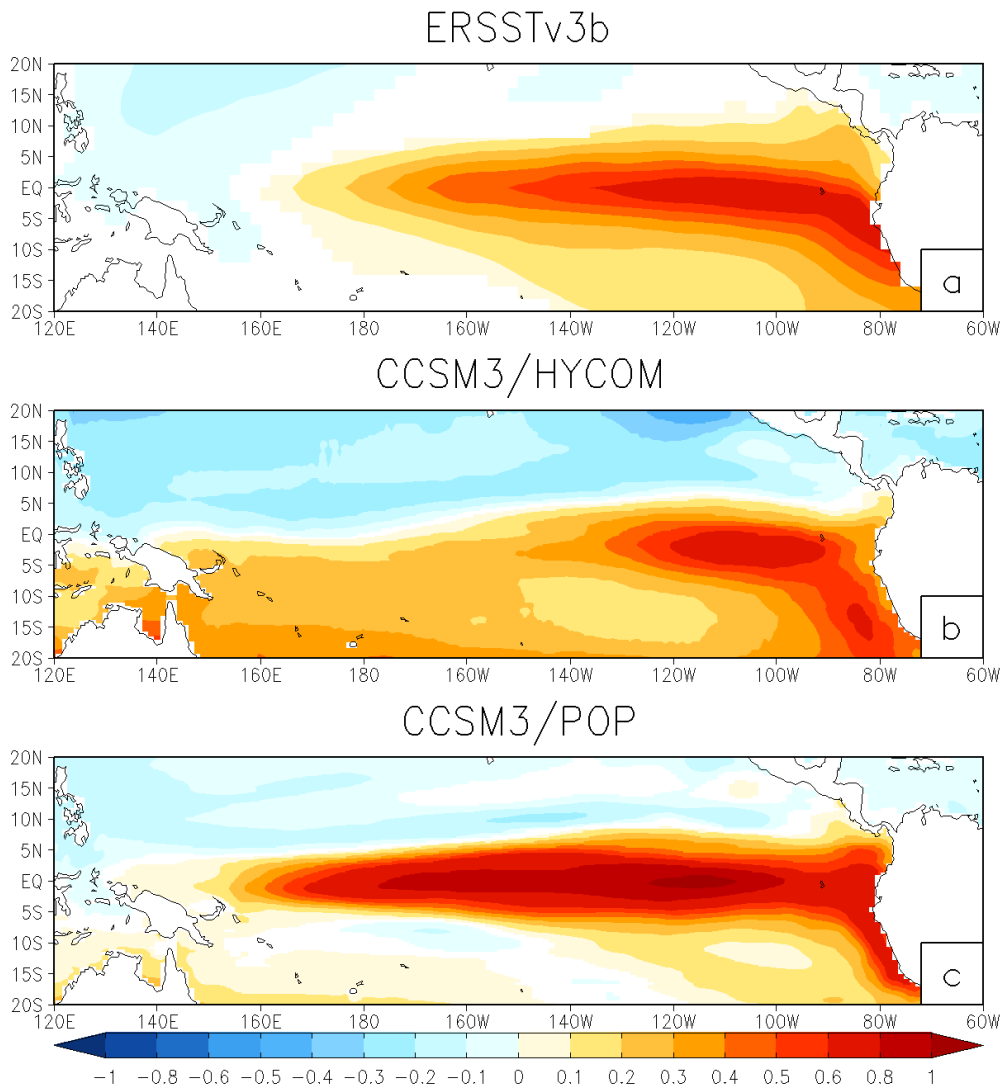 ERSSTv3b
20N
15N
10N
5N
EQ
5S
10S
15S
20S
a
120E 140E 160E 180 160W 140W 120W 100W 80W 60W
CCSM3/HYCOM
20N
15N
10N
5N
EQ
5S
10S
15S
20S
b
120E 140E 160E 180 160W 140W 120W 100W 80W 60W
CCSM3/POP
20N
15N
10N
5N
EQ
5S
10S
15S
20S
c
120E 140E 160E 180 160W 140W 120W 100W 80W 60W
-1 -0.8 -0.6 -0.5 -0.4 -0.3 -0.2 -0.1 0 0.1 0.2 0.3 0.4 0.5 0.6 0.8 1